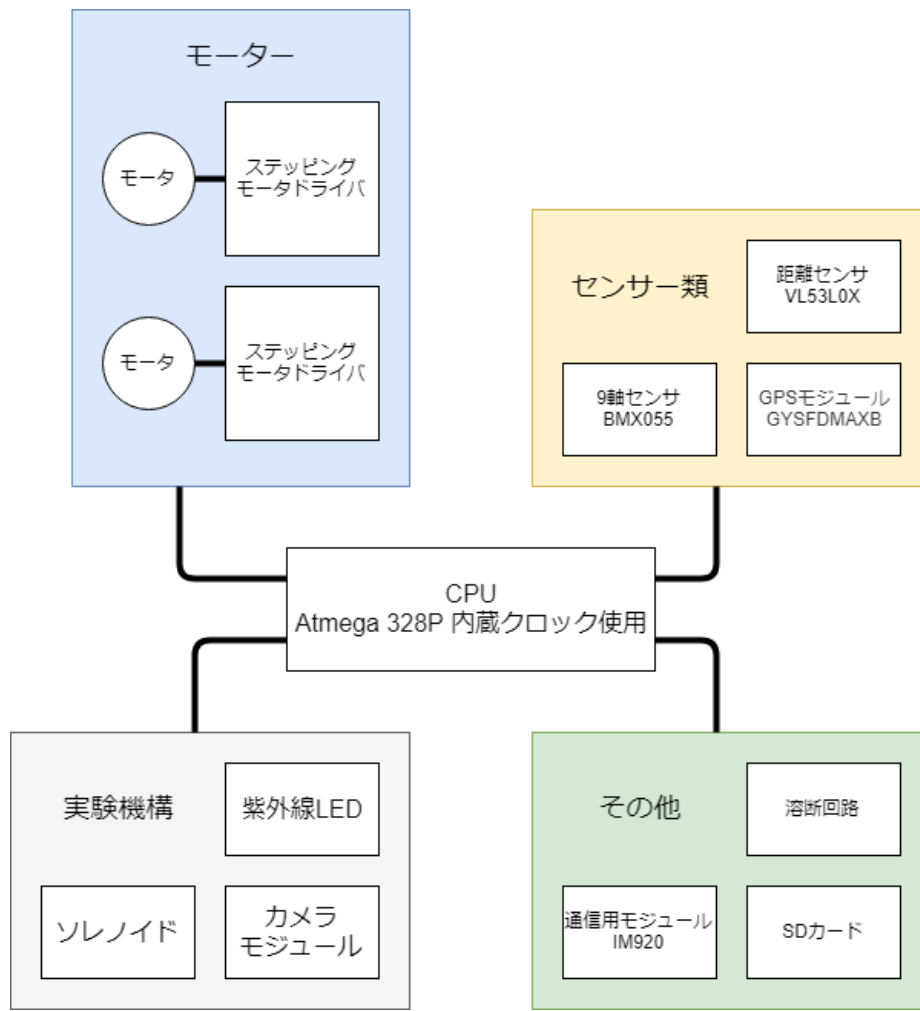 モーター
モータ
ステッピング
モータドライバ
モータ
ステッピング
モータドライバ
センサー類
距離センサ
VL53L0X
9軸センサ
BMX055
GPSモジュール
GYSFDMAXB
CPU
Atmega 328P 内蔵クロック使用
実験機構
紫外線LED
ソレノイド
カメラ
モジュール
その他
溶断回路
通信用モジュール
IM920
SDカード